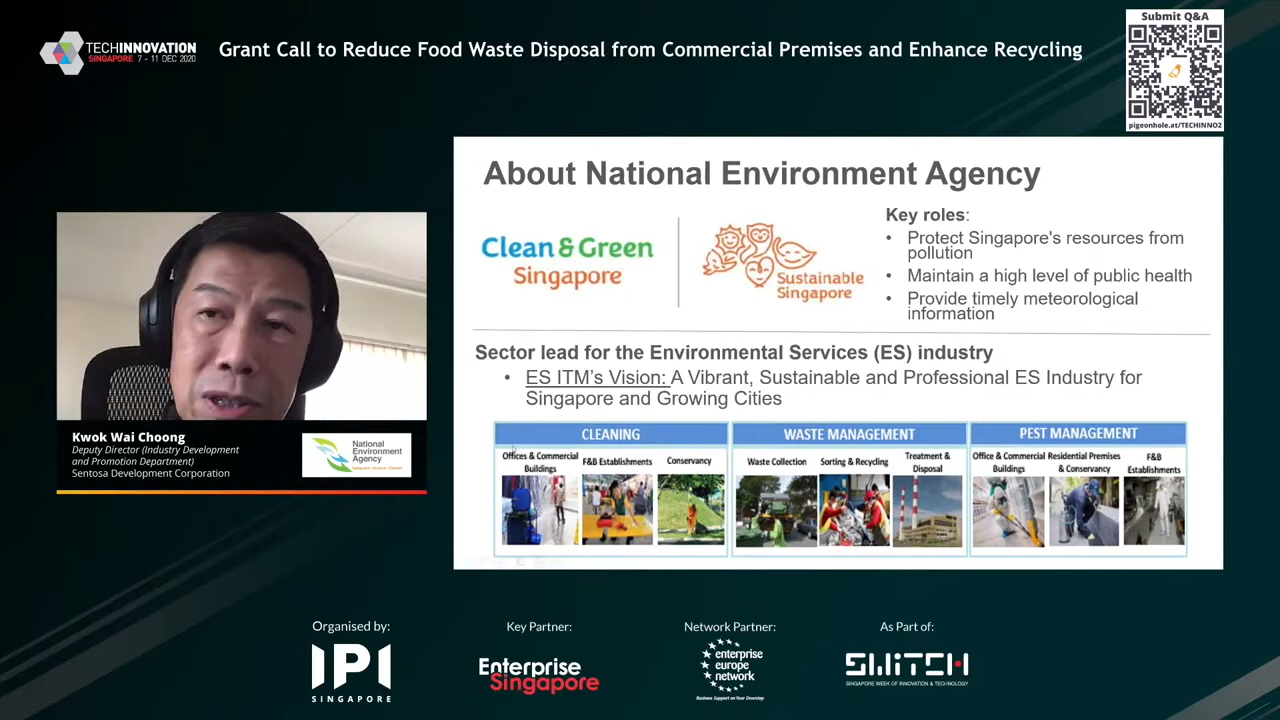 TECHINNOVATION
SINGAPORE 7 - 11 DEC 2020
Grant Call to Reduce Food Waste Disposal from Commercial Premises and Enhance Recycling
Submit Q&A
pigeonhole.at/TECHINNO2
About National Environment Agency
Clean & Green
Singapore
Sustainable
Singapore
Key roles:
• Protect Singapore's resources from
pollution
• Maintain a high level of public health
• Provide timely meteorological
information
Sector lead for the Environmental Services (ES) industry
• ES ITM's Vision: A Vibrant, Sustainable and Professional ES Industry for
Singapore and Growing Cities
CLEANING
Offices & Commercial
Buildings
F&B Establishments
Conservancy
WASTE MANAGEMENT
Waste Collection
Sorting & Recycling
Treatment &
Disposal
PEST MANAGEMENT
Office & Commercial
Buildings
Residential Premises
& Conservancy
F&B
Establishments
Kwok Wai Choong
Deputy Director (Industry Development
and Promotion Department)
Sentosa Development Corporation
National
Environment
Agency
Organised by:
IPI
SINGAPORE
Key Partner:
Enterprise
Singapore
Network Partner:
enterprise
europe
network
Business Support on Your Doorstep
As Part of:
SWITCH
SINGAPORE WEEK OF INNOVATION & TECHNOLOGY